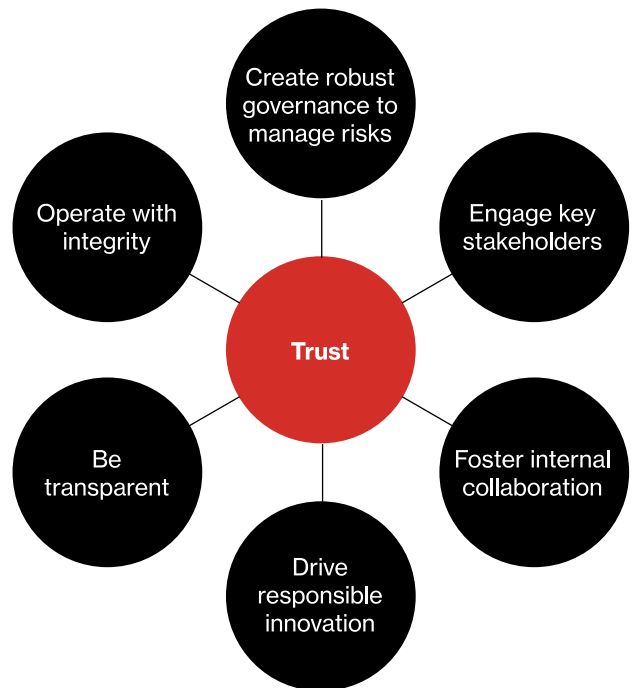 Create robust
governance to
manage risks
Operate with
integrity
Engage key
stakeholders
Trust
Be
transparent
Foster internal
collaboration
Drive
responsible
innovation